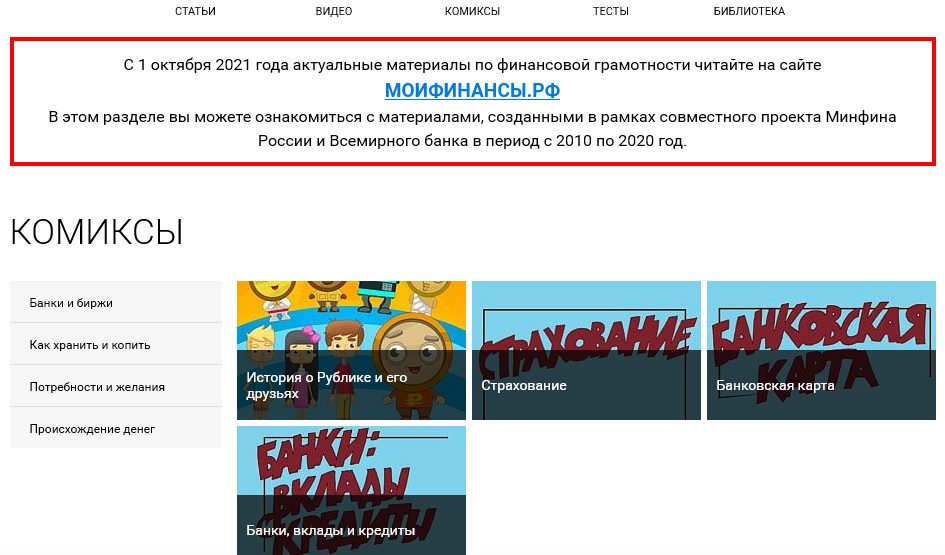 СТАТЬИ ВИДЕО КОМИКСЫ ТЕСТЫ БИБЛИОТЕКА
С 1 октября 2021 года актуальные материалы по финансовой грамотности читайте на сайте
МОИФИНАНСЫ.РФ
В этом разделе вы можете ознакомиться с материалами, созданными в рамках совместного проекта Минфина
России и Всемирного банка в период с 2010 по 2020 год.
КОМИКСЫ
Банки и биржи
Как хранить и копить
Потребности и желания
Происхождение денег
История о Рублике и его
друзьях
СТРАХОВАНИЕ
Страхование
БАНКОВСКАЯ
КАРТА
Банковская карта
БАНКИ:
ВКЛАДЫ
КРЕДИТЫ
Банки, вклады и кредиты